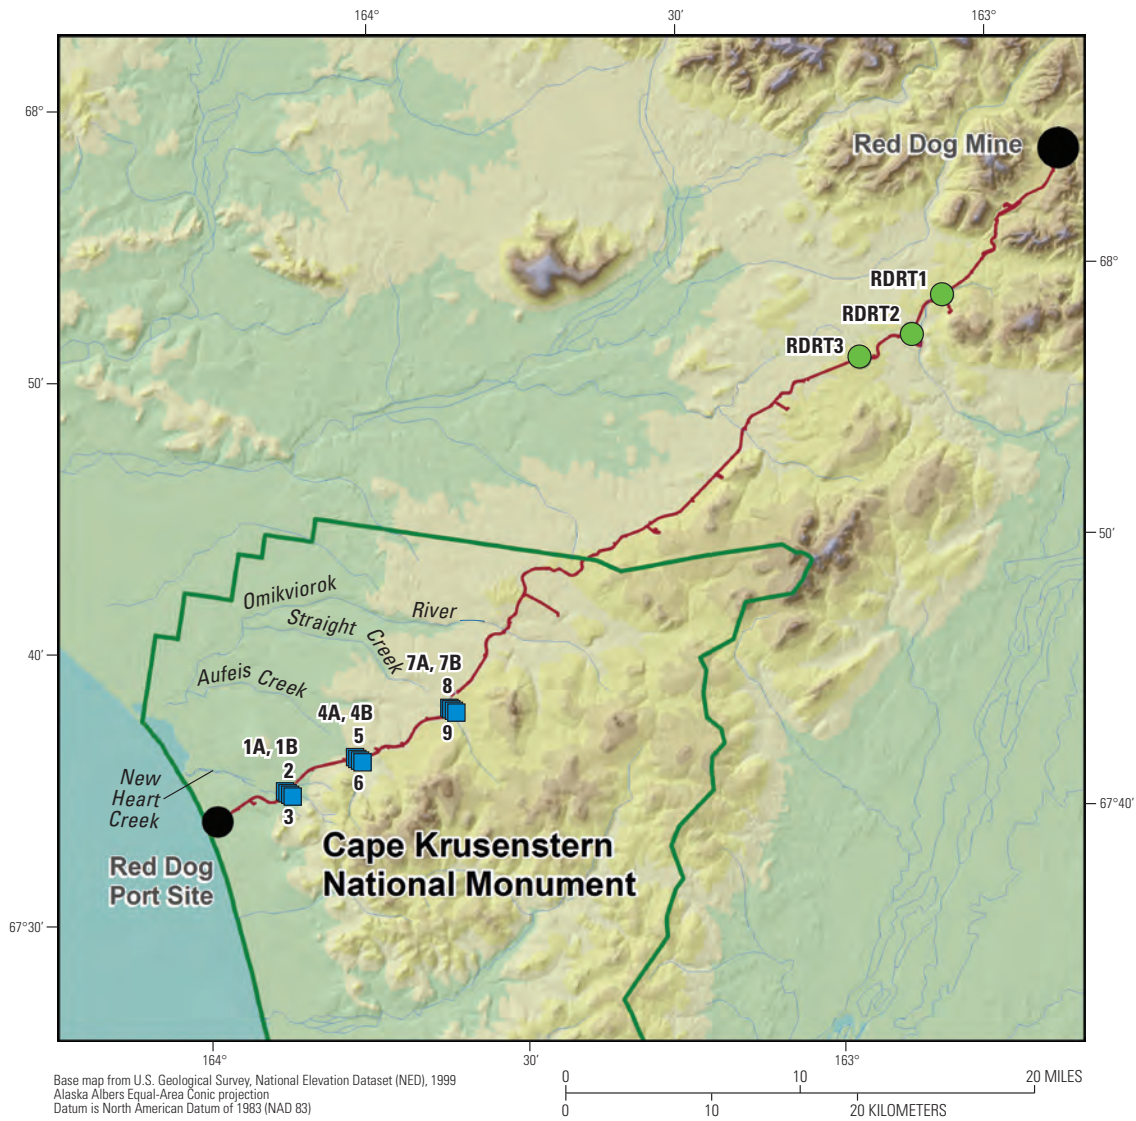 164°
30′
163°
68°
Red Dog Mine
68°
RDRT1
RDRT2
RDRT3
50′
50′
Omikviorok
River
Straight Creek
40′
7A, 7B
8
9
Aufeis Creek
4A, 4B
5
6
1A, 1B
2
3
New
Heart
Creek
67°40′
Cape Krusenstern
National Monument
Red Dog
Port Site
67°30′
164°
30′
163°
Base map from U.S. Geological Survey, National Elevation Dataset (NED), 1999
Alaska Albers Equal-Area Conic projection
Datum is North American Datum of 1983 (NAD 83)
0
10
20 MILES
0
10
20 KILOMETERS